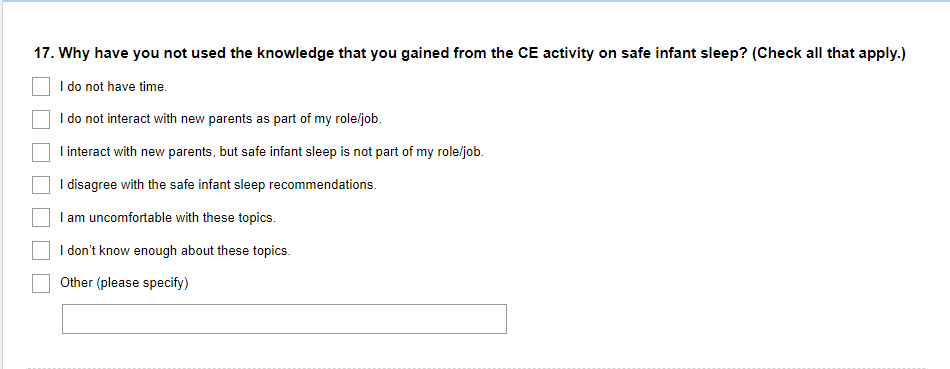 17. Why have you not used the knowledge that you gained from the CE activity on safe infant sleep? (Check all that apply.)
I do not have time.
I do not interact with new parents as part of my role/job.
I interact with new parents, but safe infant sleep is not part of my role/job.
I disagree with the safe infant sleep recommendations.
I am uncomfortable with these topics.
I don't know enough about these topics.
Other (please specify)